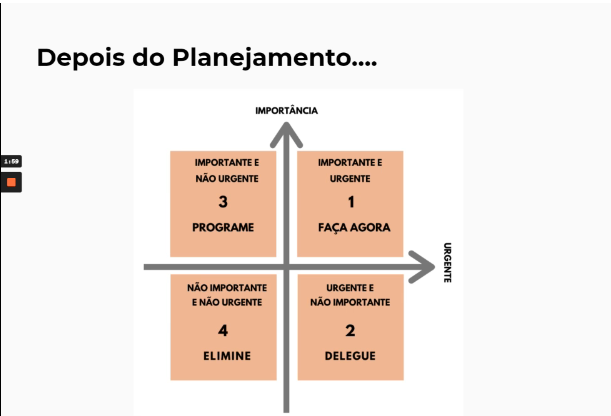 Depois do Planejamento....
IMPORTÂNCIA
1:59
IMPORTANTE E
NÃO URGENTE
3
PROGRAME
IMPORTANTE E
URGENTE
1
FAÇA AGORA
URGENTE
NÃO IMPORTANTE
E NÃO URGENTE
4
ELIMINE
URGENTE E
NÃO IMPORTANTE
2
DELEGUE